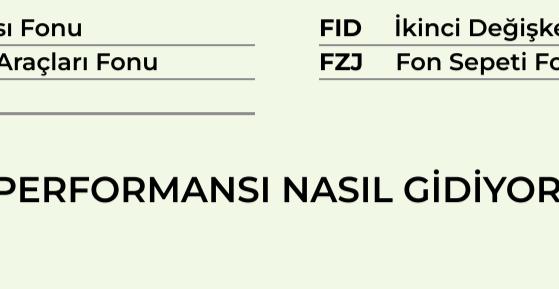 sı Fonu
Araçları Fonu
FID İkinci Değişke
FZJ Fon Sepeti Fo
PERFORMANSI NASIL GİDİYOR